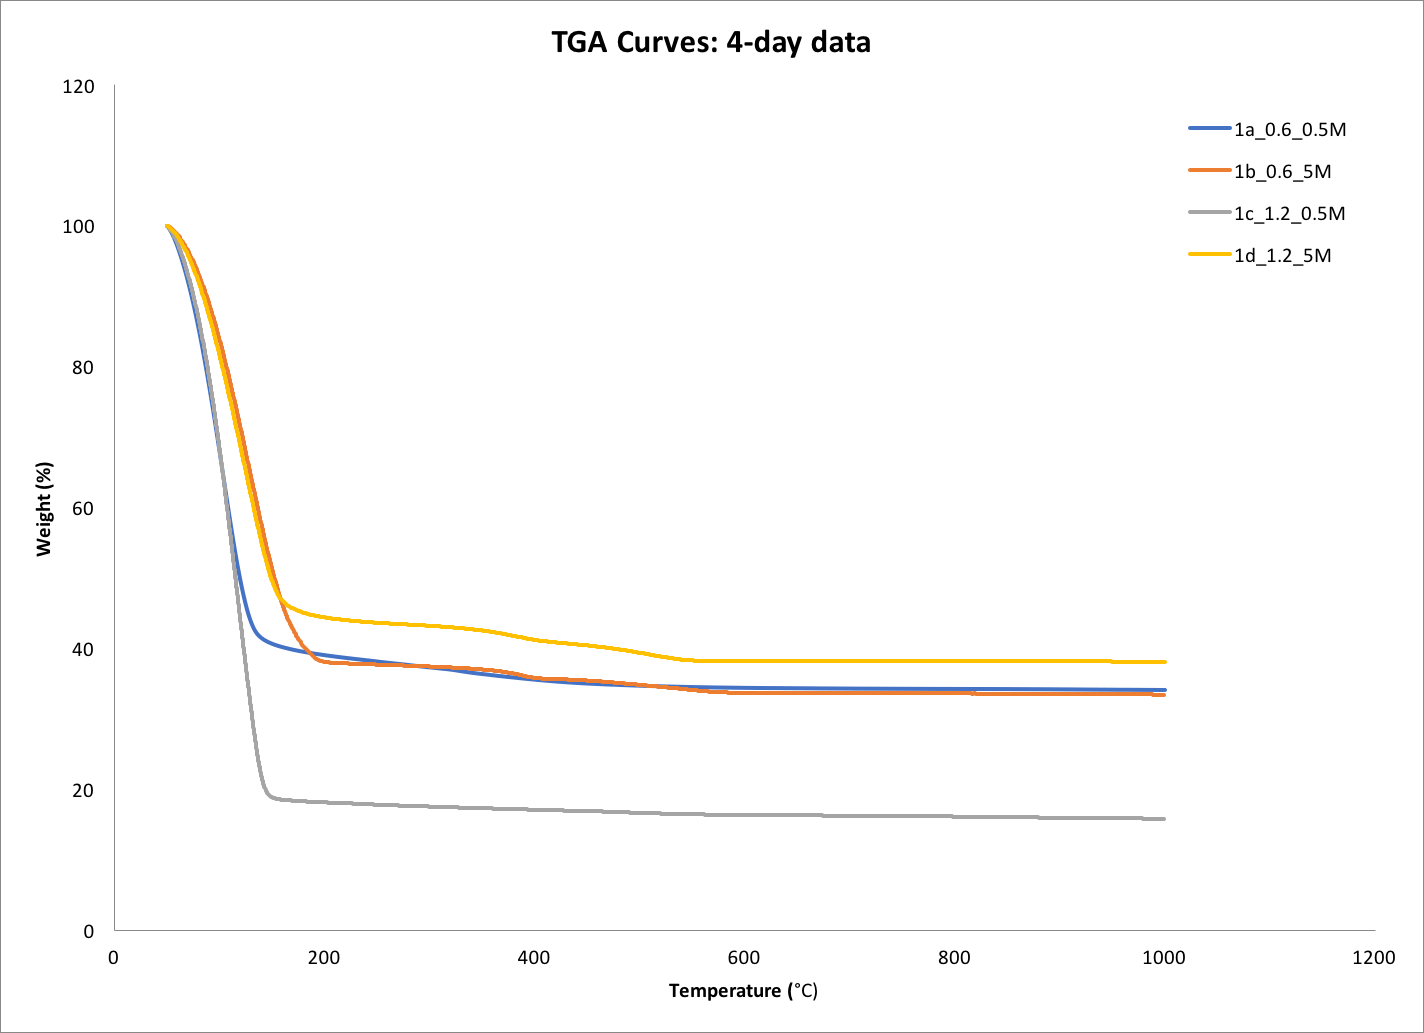 TGA Curves: 4-day data
120
100
80
60
40
20
0
Weight (%)
0 200 400 600 800 1000 1200
Temperature (°C)
1a_0.6_0.5M
1b_0.6_5M
1c_1.2_0.5M
1d_1.2_5M